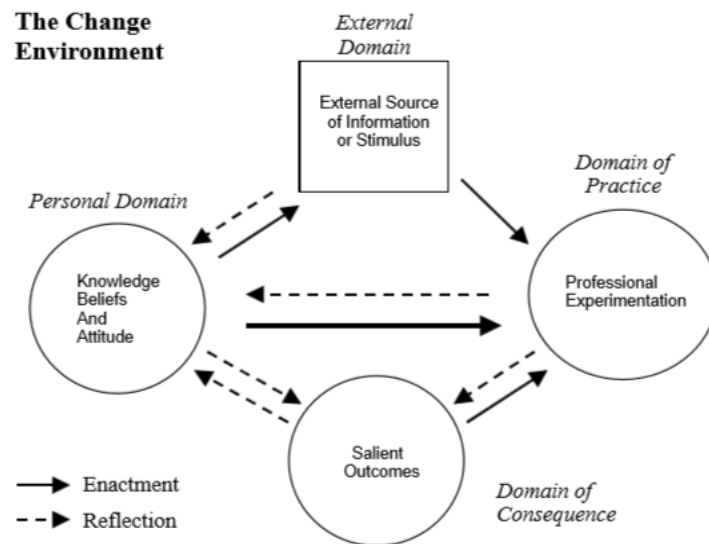 The Change
Environment
External
Domain
External Source
of Information
or Stimulus
Domain of
Practice
Personal Domain
Knowledge
Beliefs
And
Attitude
Professional
Experimentation
Salient
Outcomes
Enactment
Reflection
Domain of
Consequence